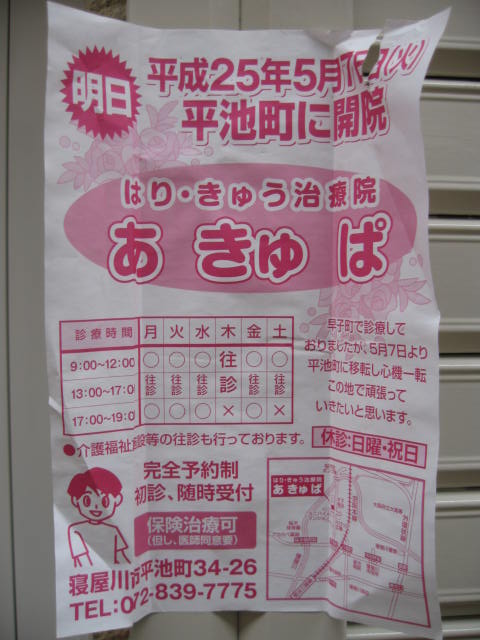 明日
平成25年5月7日(火)
平池町に開院
はり・きゅう治療院
あきゅぱ
診療時間 月 火 水 木 金 土
9:00~12:00 ○ ○ ○ 往診 ○ ○
13:00~17:00 往診 往診 往診 往診 往診
17:00~19:00 ○ ○ ○ × ○ ×
早子町で診療して
おりましたが、5月7日より
平池町に移転し心機一転
この地で頑張って
いきたいと思います。
休診:日曜・祝日
●介護福祉施設等の往診も行っております。
完全予約制
初診、随時受付
保険治療可
(但し、医師同意要)
寝屋川市平池町34-26
TEL:072-839-7775
はり・きゅう治療院
あきゅぱ